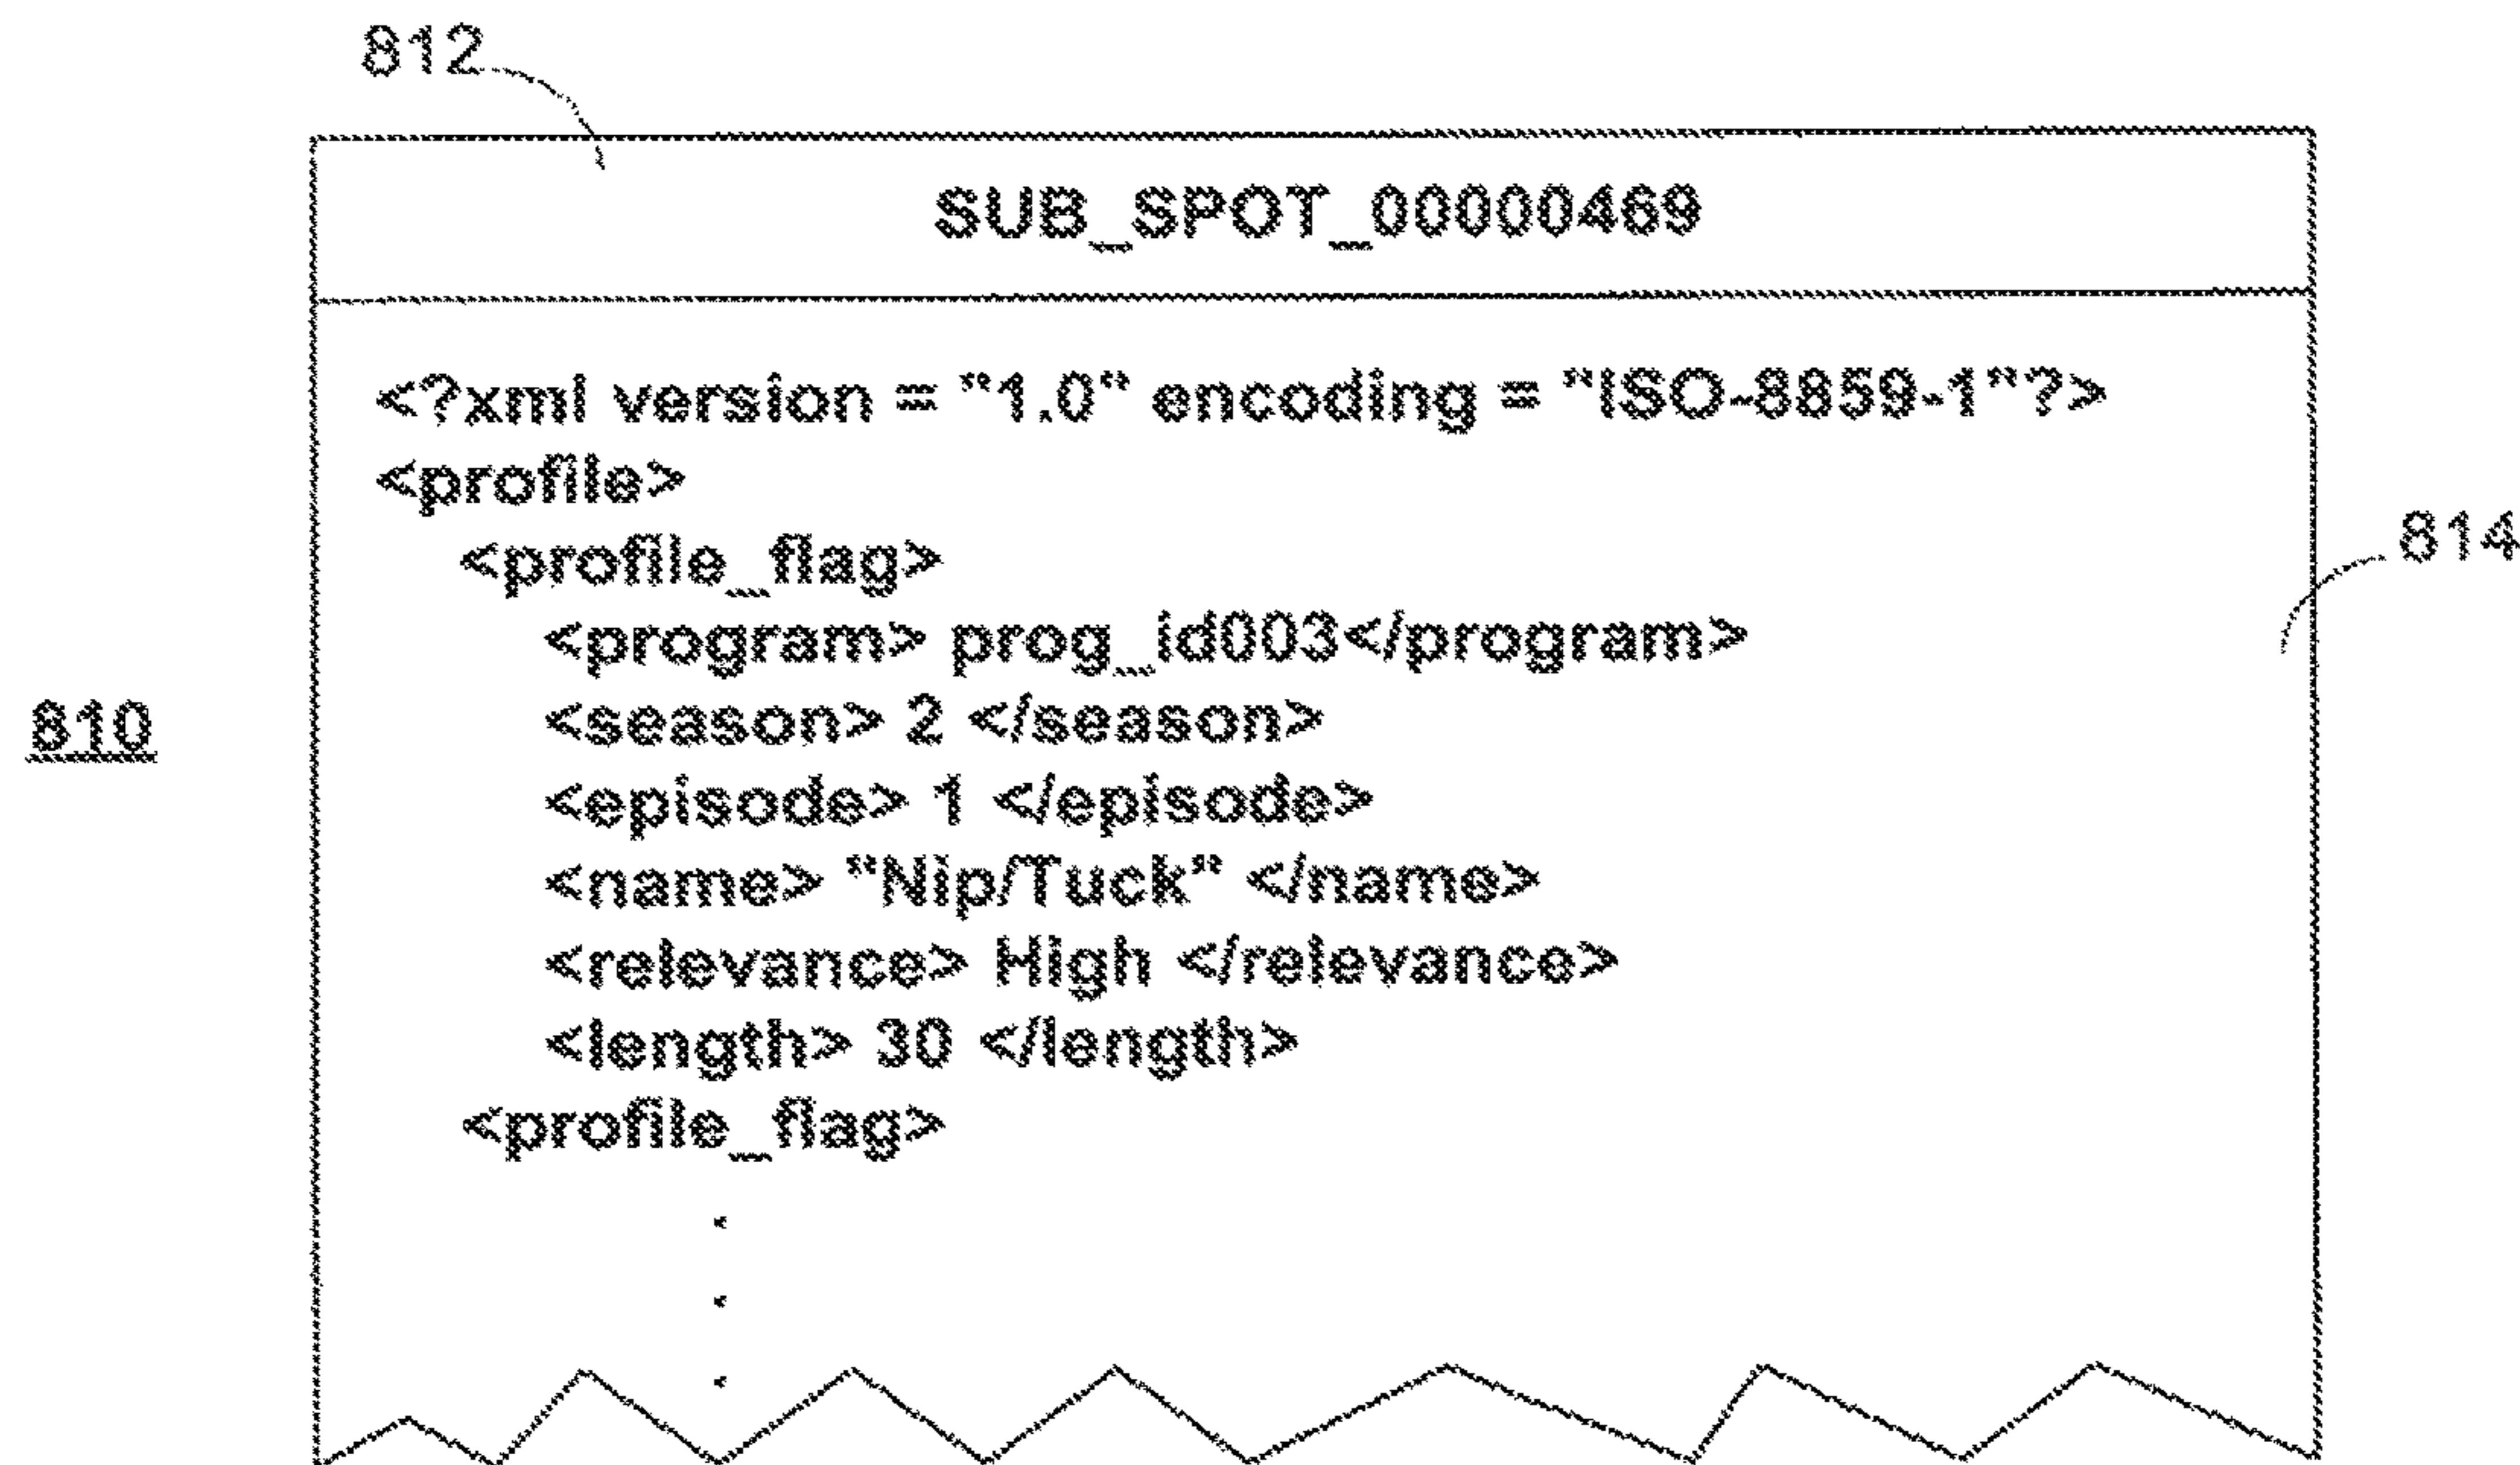 812
SUB_SPOT_00000469
<?xml version = "1.0" encoding = "ISO-8859-1"?>
<profile>
<profile_flag>
814
<program> prog_id003</program>
810
<season> 2 </season>
<episode> 1 </episode>
<name> "Nip/Tuck" </name>
<relevance> High </relevance>
<length> 30 </length>
<profile_flag>
.
.
.